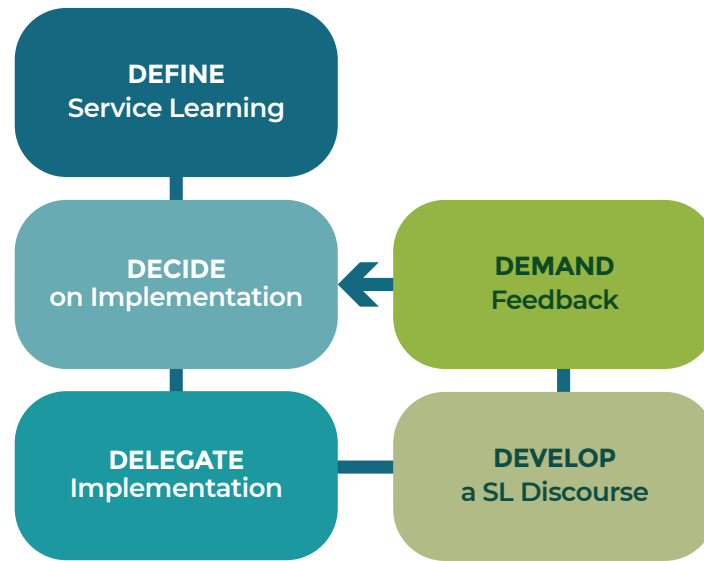 DEFINE
Service Learning
DECIDE
on Implementation
DEMAND
Feedback
DELEGATE
Implementation
DEVELOP
a SL Discourse